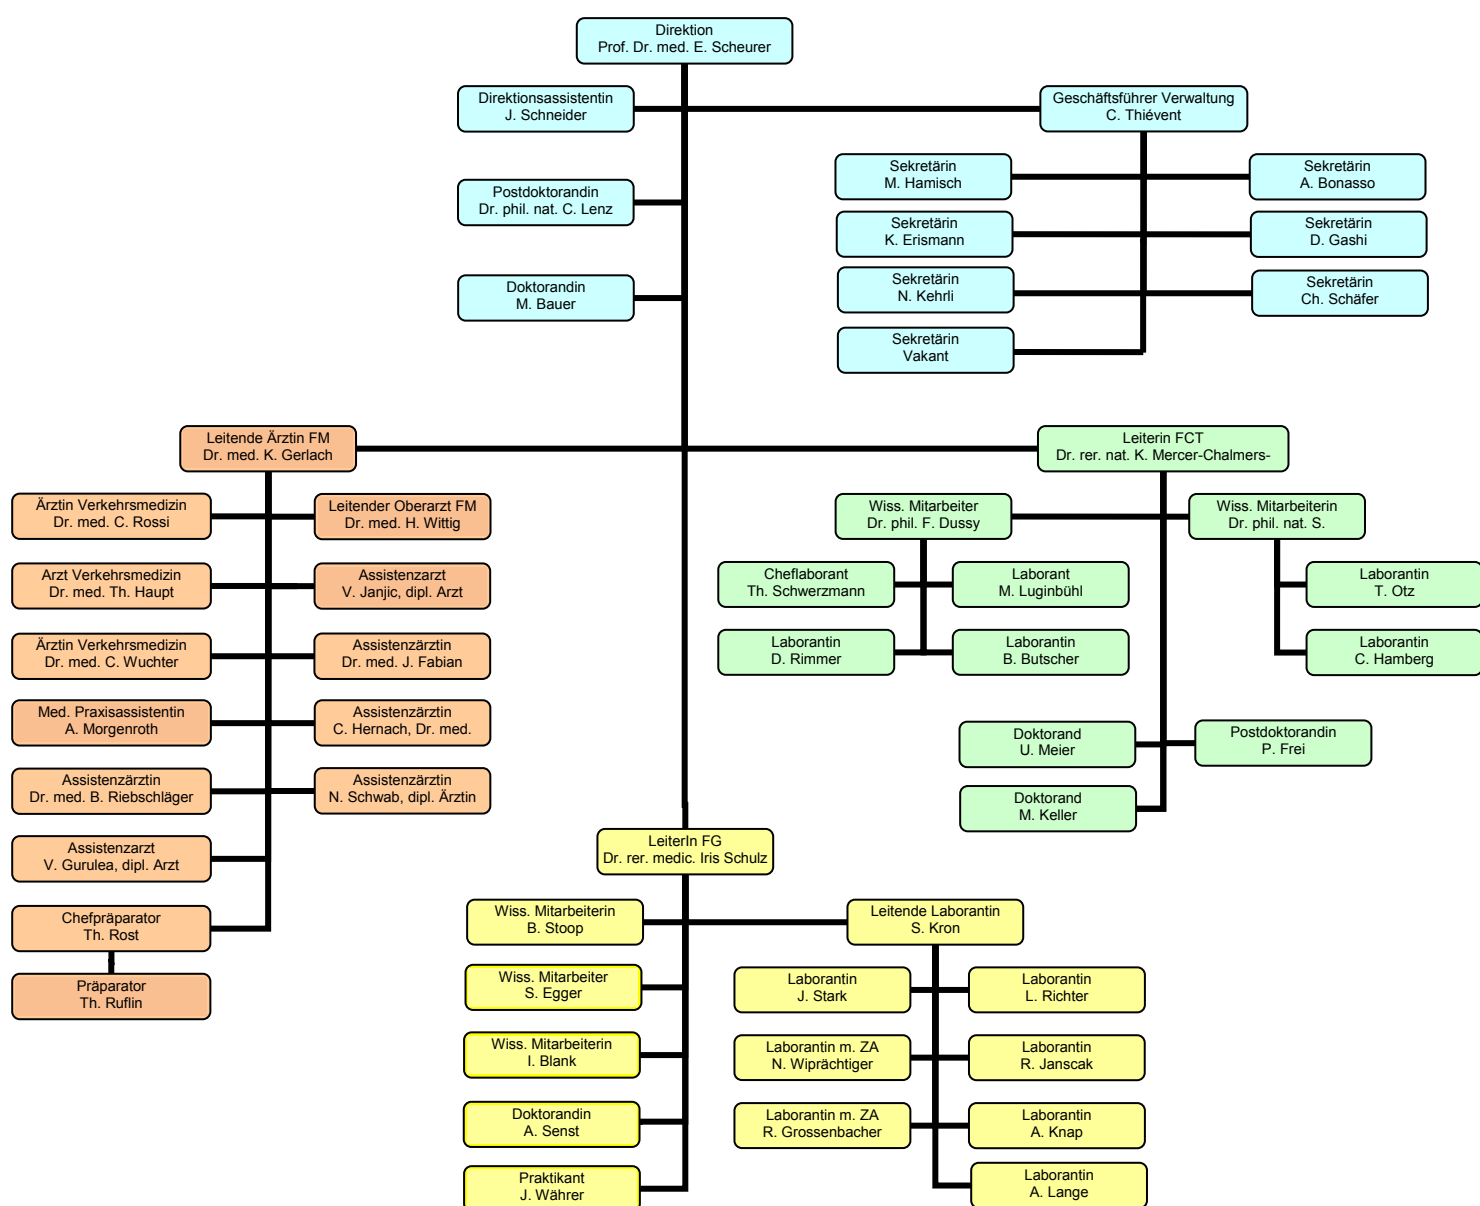 Direktion
Prof. Dr. med. E. Scheurer
Direktionsassistentin
J. Schneider
Geschäftsführer Verwaltung
C. Thiévent
Sekretärin
M. Hamisch
Sekretärin
A. Bonasso
Postdoktorandin
Dr. phil. nat. C. Lenz
Sekretärin
K. Erismann
Sekretärin
D. Gashi
Doktorandin
M. Bauer
Sekretärin
N. Kehrli
Sekretärin
Ch. Schäfer
Sekretärin
Vakant
Leitende Ärztin FM
Dr. med. K. Gerlach
Ärztin Verkehrsmedizin
Dr. med. C. Rossi
Leitender Oberarzt FM
Dr. med. H. Wittig
Arzt Verkehrsmedizin
Dr. med. Th. Haupt
Assistenzarzt
V. Janjic, dipl. Arzt
Ärztin Verkehrsmedizin
Dr. med. C. Wuchter
Assistenzärztin
Dr. med. J. Fabian
Med. Praxisassistentin
A. Morgenroth
Assistenzärztin
C. Hernach, Dr. med.
Assistenzärztin
Dr. med. B. Riebschläger
Assistenzärztin
N. Schwab, dipl. Ärztin
Assistenzarzt
V. Gurulea, dipl. Arzt
Chefpräparator
Th. Rost
Präparator
Th. Ruflin
Leiterin FCT
Dr. rer. nat. K. Mercer-Chalmers-
Wiss. Mitarbeiter
Dr. phil. F. Dussy
Wiss. Mitarbeiterin
Dr. phil. nat. S.
Cheflaborant
Th. Schwerzmann
Laborant
M. Luginbühl
Laborantin
T. Otz
Laborantin
D. Rimmer
Laborantin
B. Butscher
Laborantin
C. Hamberg
Doktorand
U. Meier
Postdoktorandin
P. Frei
Doktorand
M. Keller
LeiterIn FG
Dr. rer. medic. Iris Schulz
Wiss. Mitarbeiterin
B. Stoop
Leitende Laborantin
S. Kron
Wiss. Mitarbeiter
S. Egger
Laborantin
J. Stark
Laborantin
L. Richter
Wiss. Mitarbeiterin
I. Blank
Laborantin m. ZA
N. Wiprächtiger
Laborantin
R. Janscak
Doktorandin
A. Senst
Laborantin m. ZA
R. Grossenbacher
Laborantin
A. Knap
Praktikant
J. Währer
Laborantin
A. Lange